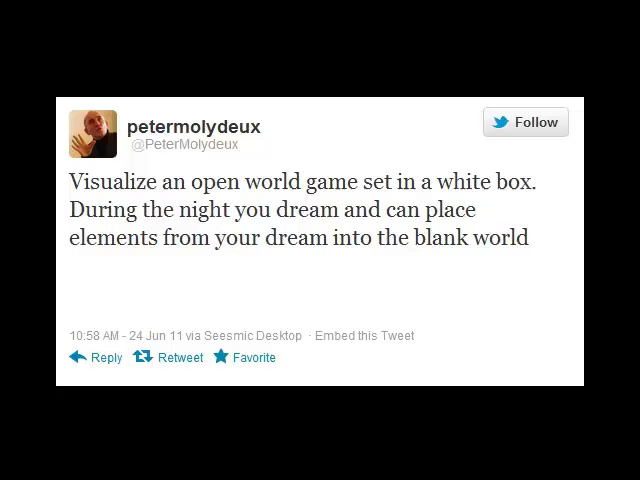 petermolydeux
@PeterMolydeux
Follow
Visualize an open world game set in a white box.
During the night you dream and can place
elements from your dream into the blank world
10:58 AM - 24 Jun 11 via Seesmic Desktop · Embed this Tweet
Reply Retweet Favorite